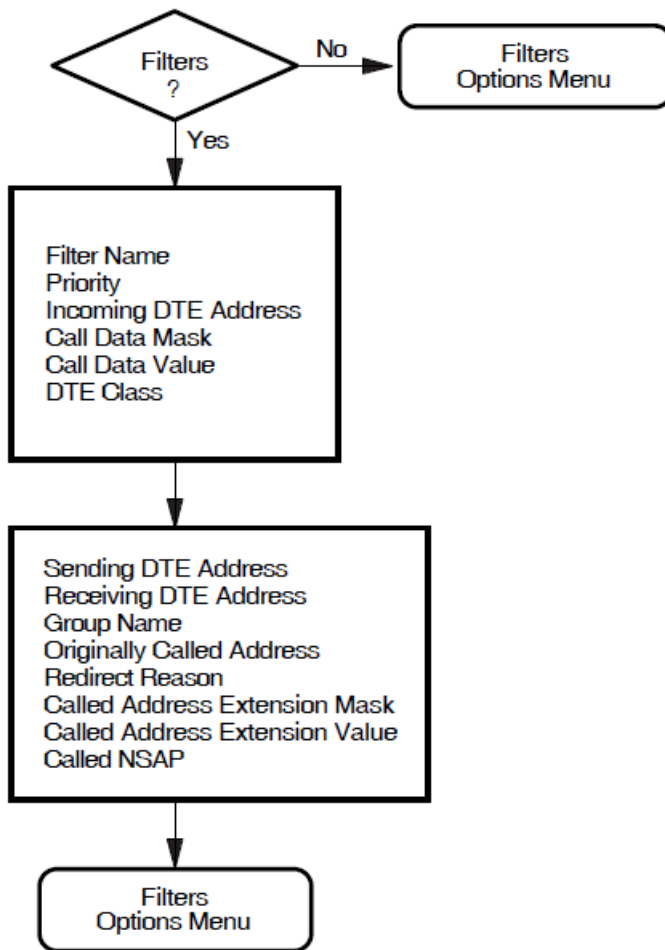 Filters
?
No
Filters
Options Menu
Yes
Filter Name
Priority
Incoming DTE Address
Call Data Mask
Call Data Value
DTE Class
Sending DTE Address
Receiving DTE Address
Group Name
Originally Called Address
Redirect Reason
Called Address Extension Mask
Called Address Extension Value
Called NSAP
Filters
Options Menu